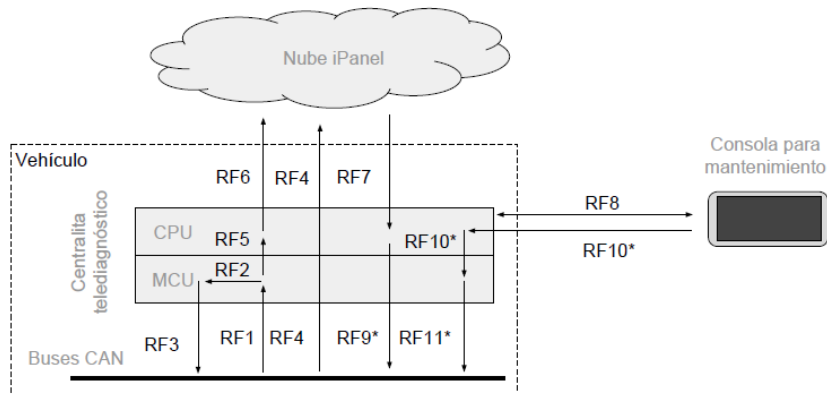 Nube iPanel
Vehículo
Consola para
mantenimiento
RF6 RF4 RF7
RF8
Centralita
telediagnóstico
CPU
RF5
RF10*
RF10*
MCU
RF2
RF3 RF1 RF4 RF9* RF11*
Buses CAN